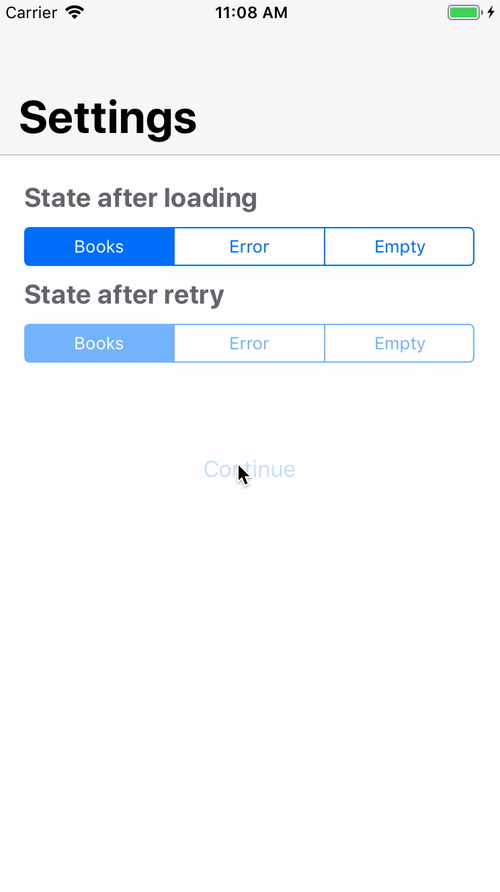 Carrier 11:08 AM
Settings
State after loading
Books Error Empty
State after retry
Books Error Empty
Continue